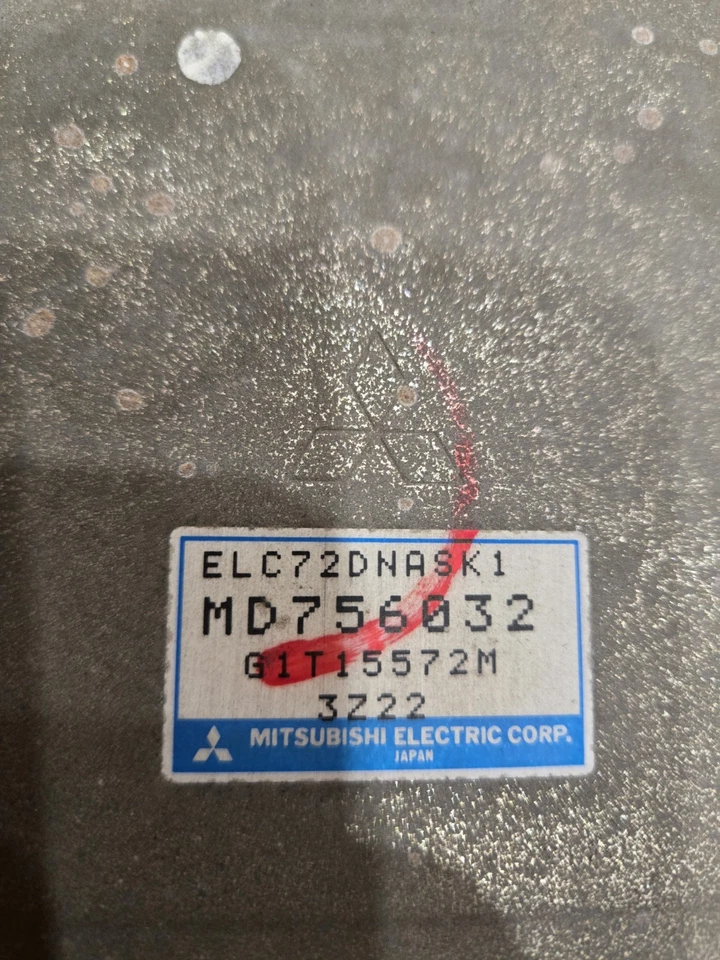 ELC72DNASK1
MD756032
G1T15572M
3Z22
MITSUBISHI ELECTRIC CORP.
JAPAN